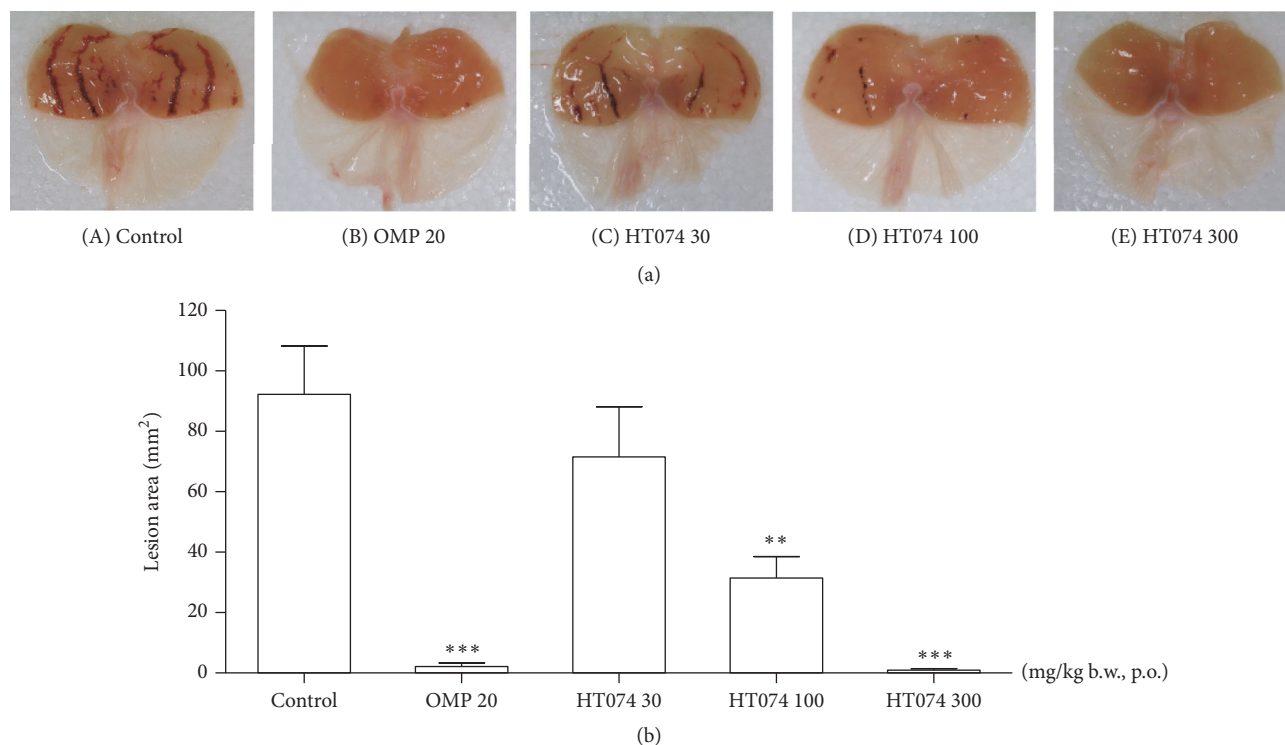 (A) Control
(B) OMP 20
(C) HT074 30
(D) HT074 100
(E) HT074 300
(a)
120
100
80
60
40
20
0
Lesion area (mm²)
**
***
***
Control
OMP 20
HT074 30
HT074 100
HT074 300
(mg/kg b.w., p.o.)
(b)